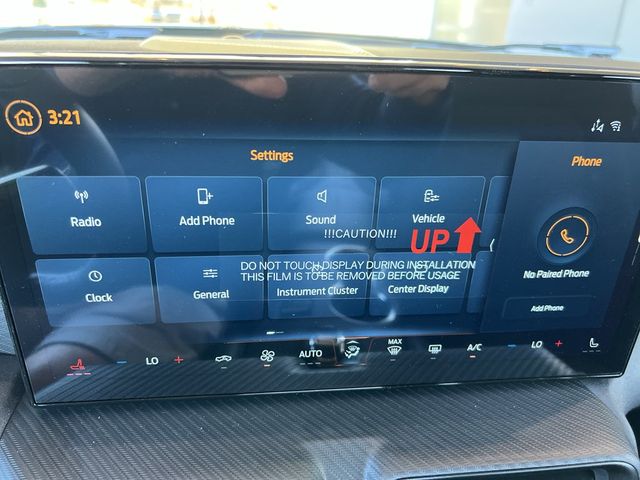 3:21
Settings
Phone
Radio
Add Phone
Sound
Vehicle
!!!CAUTION!!!
UP
No Paired Phone
DO NOT TOUCH DISPLAY DURING INSTALLATION
THIS FILM IS TO BE REMOVED BEFORE USAGE
Clock
General
Instrument Cluster
Center Display
Add Phone
LO
AUTO
MAX
A/C
LO